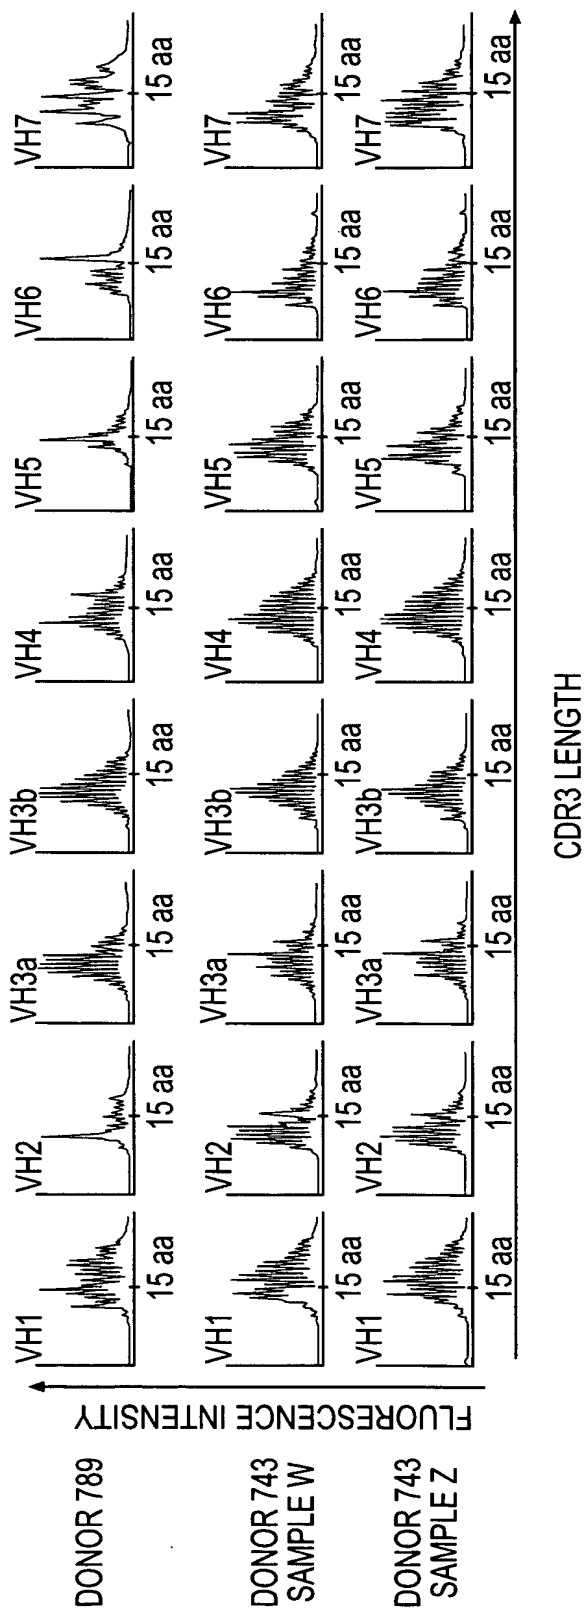 FLUORESCENCE INTENSITY
DONOR 789
VH1
VH2
VH3a
VH3b
VH4
VH5
VH6
VH7
15 aa
15 aa
15 aa
15 aa
15 aa
15 aa
15 aa
15 aa
DONOR 743
SAMPLE W
VH1
VH2
VH3a
VH3b
VH4
VH5
VH6
VH7
15 aa
15 aa
15 aa
15 aa
15 aa
15 aa
15 aa
15 aa
DONOR 743
SAMPLE Z
VH1
VH2
VH3a
VH3b
VH4
VH5
VH6
VH7
15 aa
15 aa
15 aa
15 aa
15 aa
15 aa
15 aa
15 aa
CDR3 LENGTH